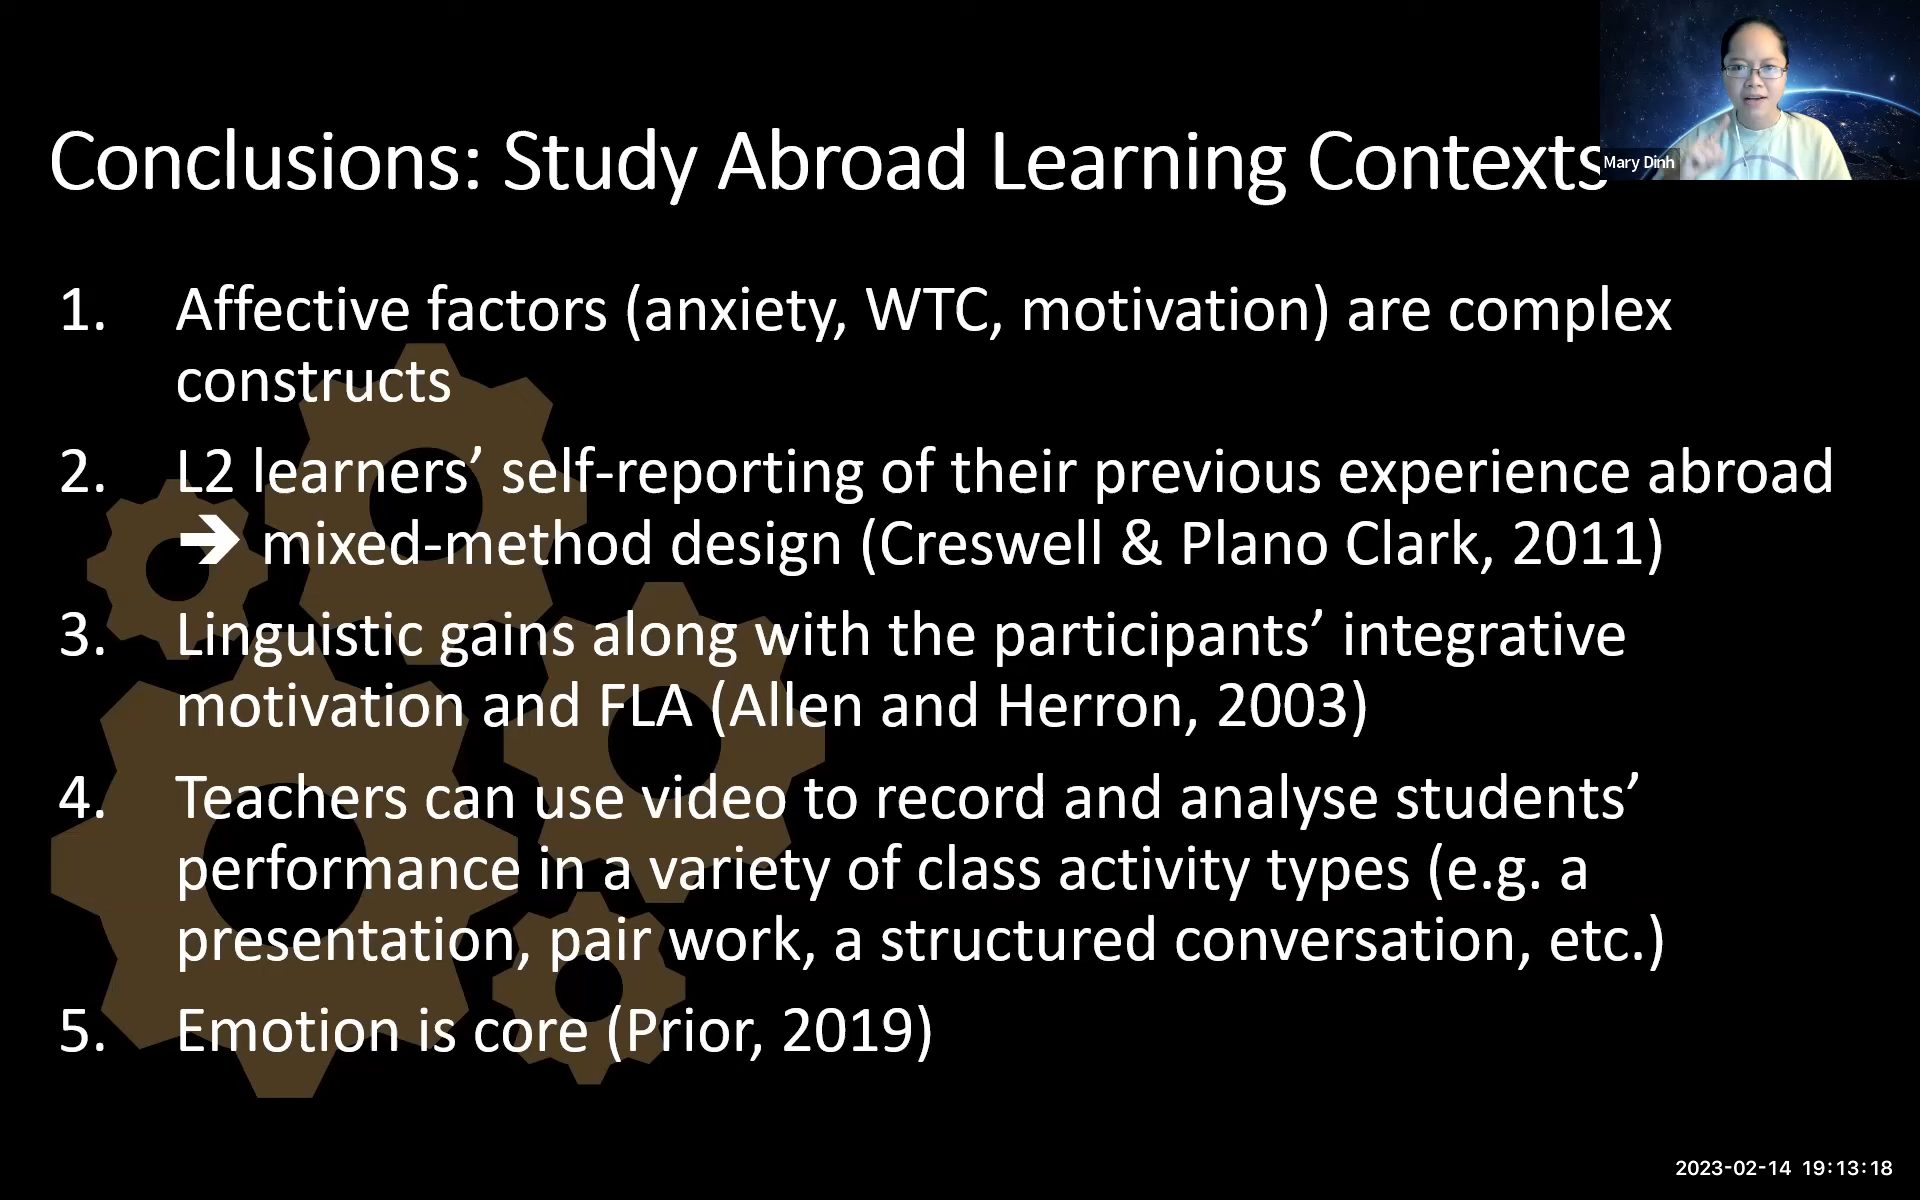 Conclusions: Study Abroad Learning Contexts
Mary Dinh
1. Affective factors (anxiety, WTC, motivation) are complex
constructs
2. L2 learners’ self-reporting of their previous experience abroad
➔ mixed-method design (Creswell & Plano Clark, 2011)
3. Linguistic gains along with the participants’ integrative
motivation and FLA (Allen and Herron, 2003)
4. Teachers can use video to record and analyse students’
performance in a variety of class activity types (e.g. a
presentation, pair work, a structured conversation, etc.)
5. Emotion is core (Prior, 2019)
2023-02-14 19:13:18